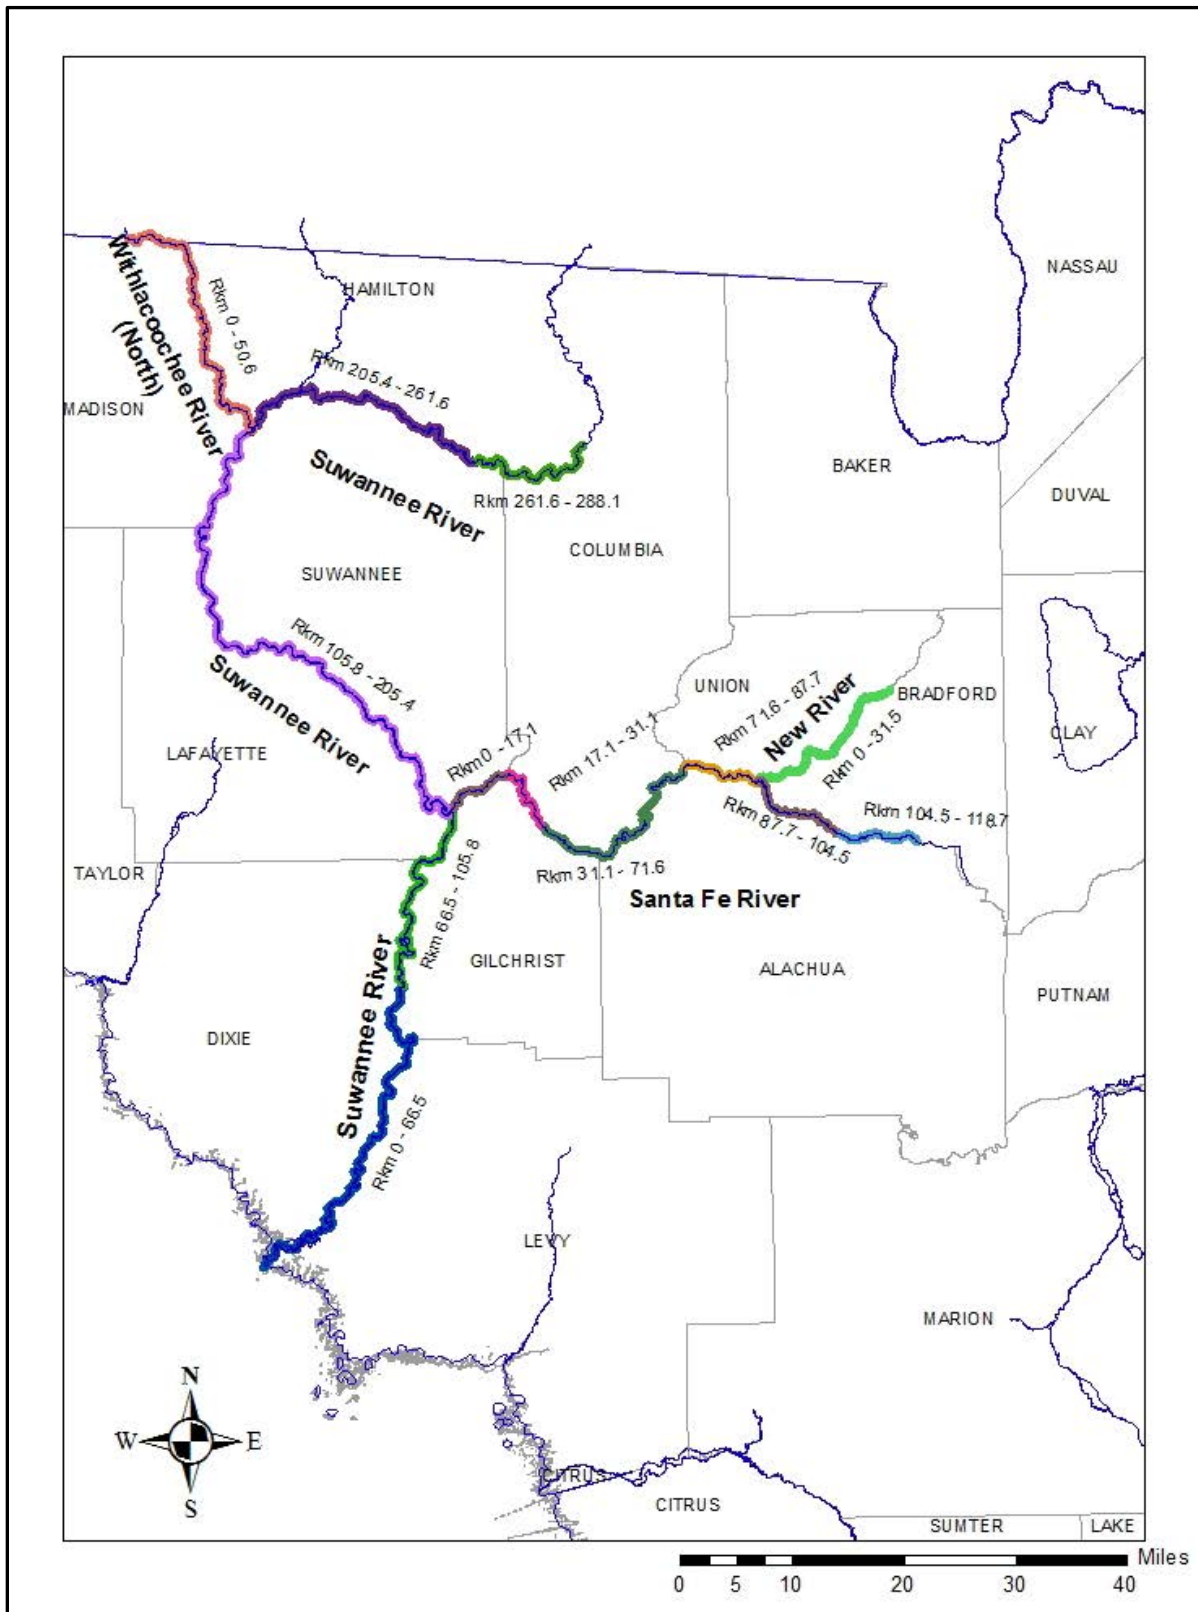 NASSAU
Withlacoochee River
(North)
Rkm 0 - 50.6
HAMILTON
MADISON
Rkm 205.4 - 261.6
Suwannee River
Rkm 261.6 - 288.1
BAKER
DUVAL
COLUMBIA
SUWANNEE
Rkm 105.8 - 205.4
Suwannee River
LAFAYETTE
Rkm 0 - 17.1
Rkm 17.1 - 31.1
UNION
Rkm 71.6 - 87.7
New River
BRADFORD
Rkm 0 - 31.5
CLAY
Rkm 87.7 - 104.5
Rkm 104.5 - 118.7
TAYLOR
Rkm 66.5 - 105.8
Rkm 31.1 - 71.6
Santa Fe River
GILCHRIST
ALACHUA
PUTNAM
DIXIE
Suwannee River
Rkm 0 - 66.5
LEVY
MARION
N
W E
S
CITRUS
CITRUS
SUMTER
LAKE
Miles
0 5 10 20 30 40